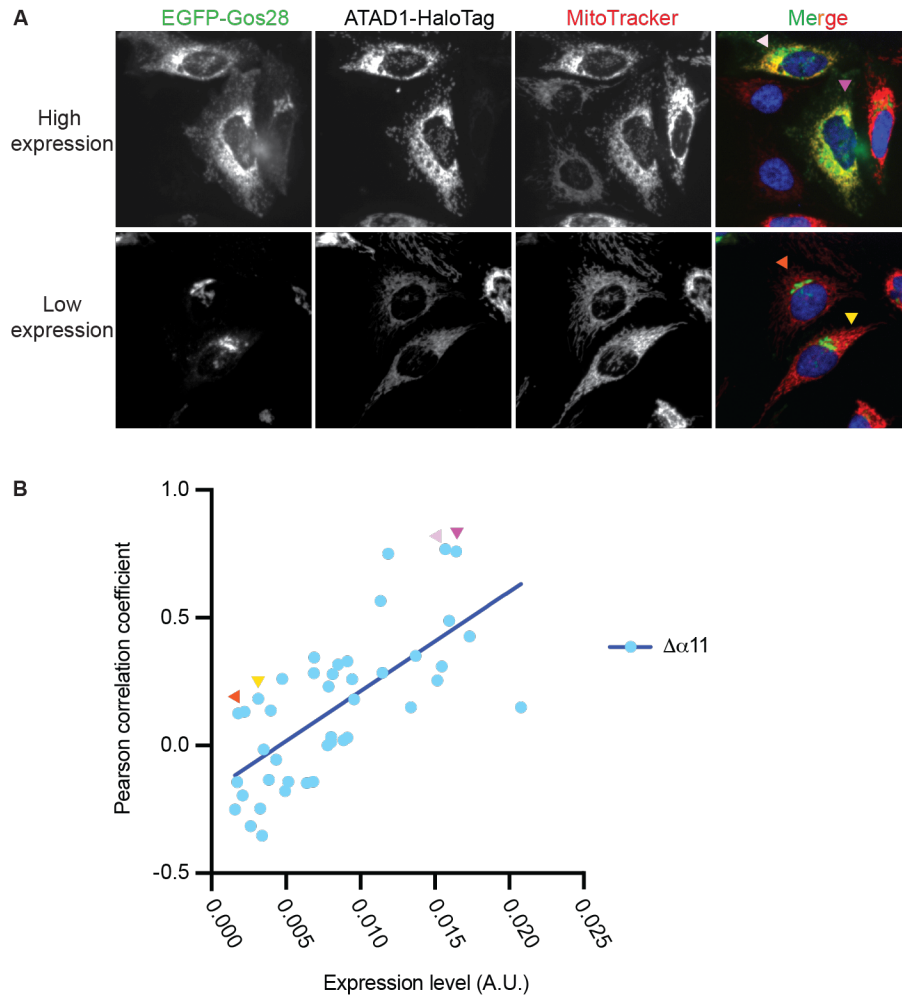 A
EGFP-Gos28
ATAD1-HaloTag
MitoTracker
Merge
High
expression
Low
expression
B
1.0
0.5
0.0
-0.5
Pearson correlation coefficient
0.000
0.005
0.010
0.015
0.020
0.025
Expression level (A.U.)
Δα11